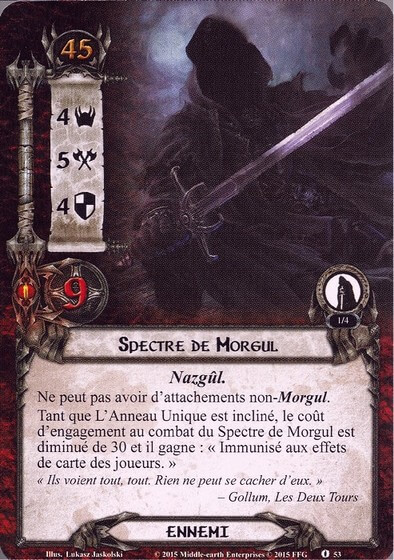 45
4
5
4
9
1/4
Spectre de Morgul
Nazgûl.
Ne peut pas avoir d'attachements non-Morgul.
Tant que L'Anneau Unique est incliné, le coût
d'engagement au combat du Spectre de Morgul est
diminué de 30 et il gagne : « Immunisé aux effets
de carte des joueurs. »
« Ils voient tout, tout. Rien ne peut se cacher d'eux. »
– Gollum, Les Deux Tours
ENNEMI
Illus. Lukasz Jaskolski
© 2015 Middle-earth Enterprises © 2015 FFG
53